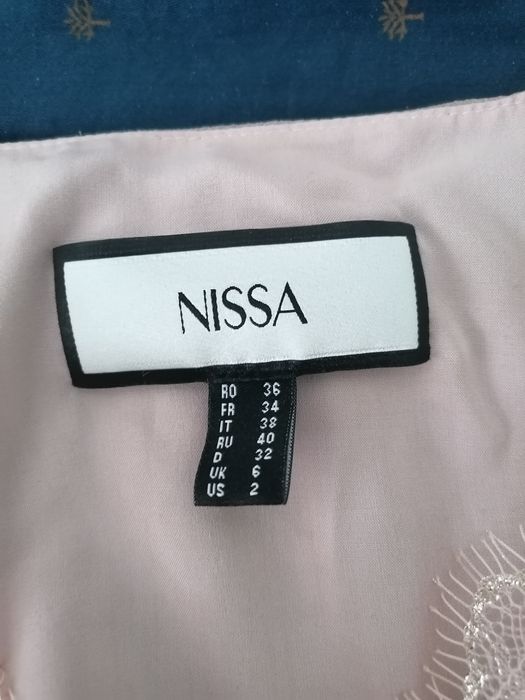 NISSA
RO 36
FR 34
IT 38
RU 40
D 32
UK 6
US 2